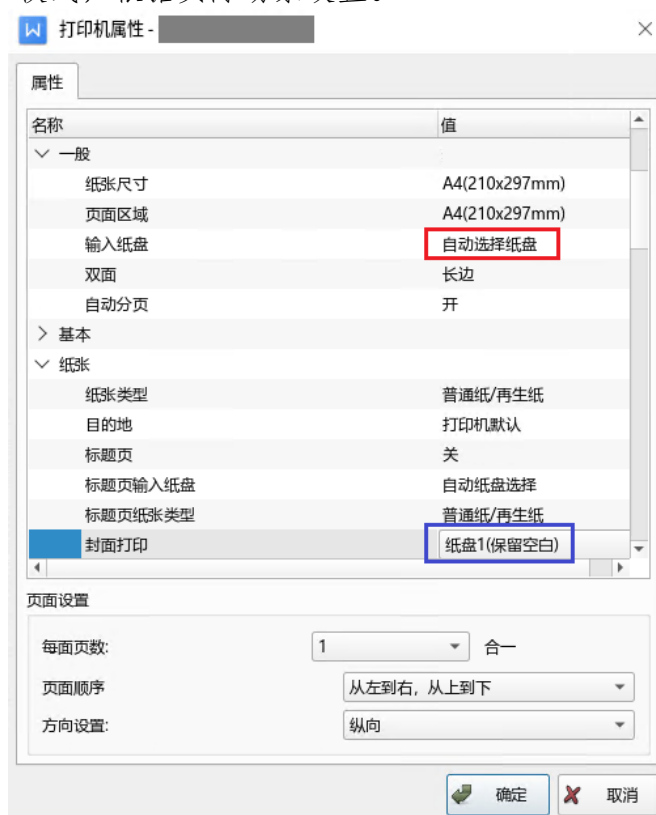 打印机属性 -
属性
名称 值
一般
纸张尺寸 A4(210x297mm)
页面区域 A4(210x297mm)
输入纸盘 自动选择纸盘
双面 长边
自动分页 开
基本
纸张
纸张类型 普通纸/再生纸
目的地 打印机默认
标题页 关
标题页输入纸盘 自动纸盘选择
标题页纸张类型 普通纸/再生纸
封面打印 纸盘1(保留空白)
页面设置
每面页数: 1 合一
页面顺序 从左到右，从上到下
方向设置: 纵向
确定 取消